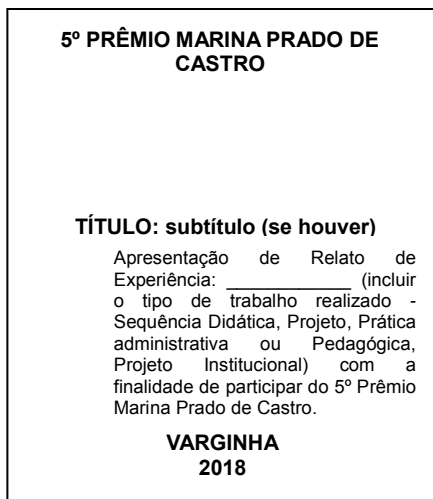 5º PRÊMIO MARINA PRADO DE
CASTRO
TÍTULO: subtítulo (se houver)
Apresentação de Relato de
Experiência: _____________ (incluir
o tipo de trabalho realizado -
Sequência Didática, Projeto, Prática
administrativa ou Pedagógica,
Projeto Institucional) com a
finalidade de participar do 5º Prêmio
Marina Prado de Castro.
VARGINHA
2018